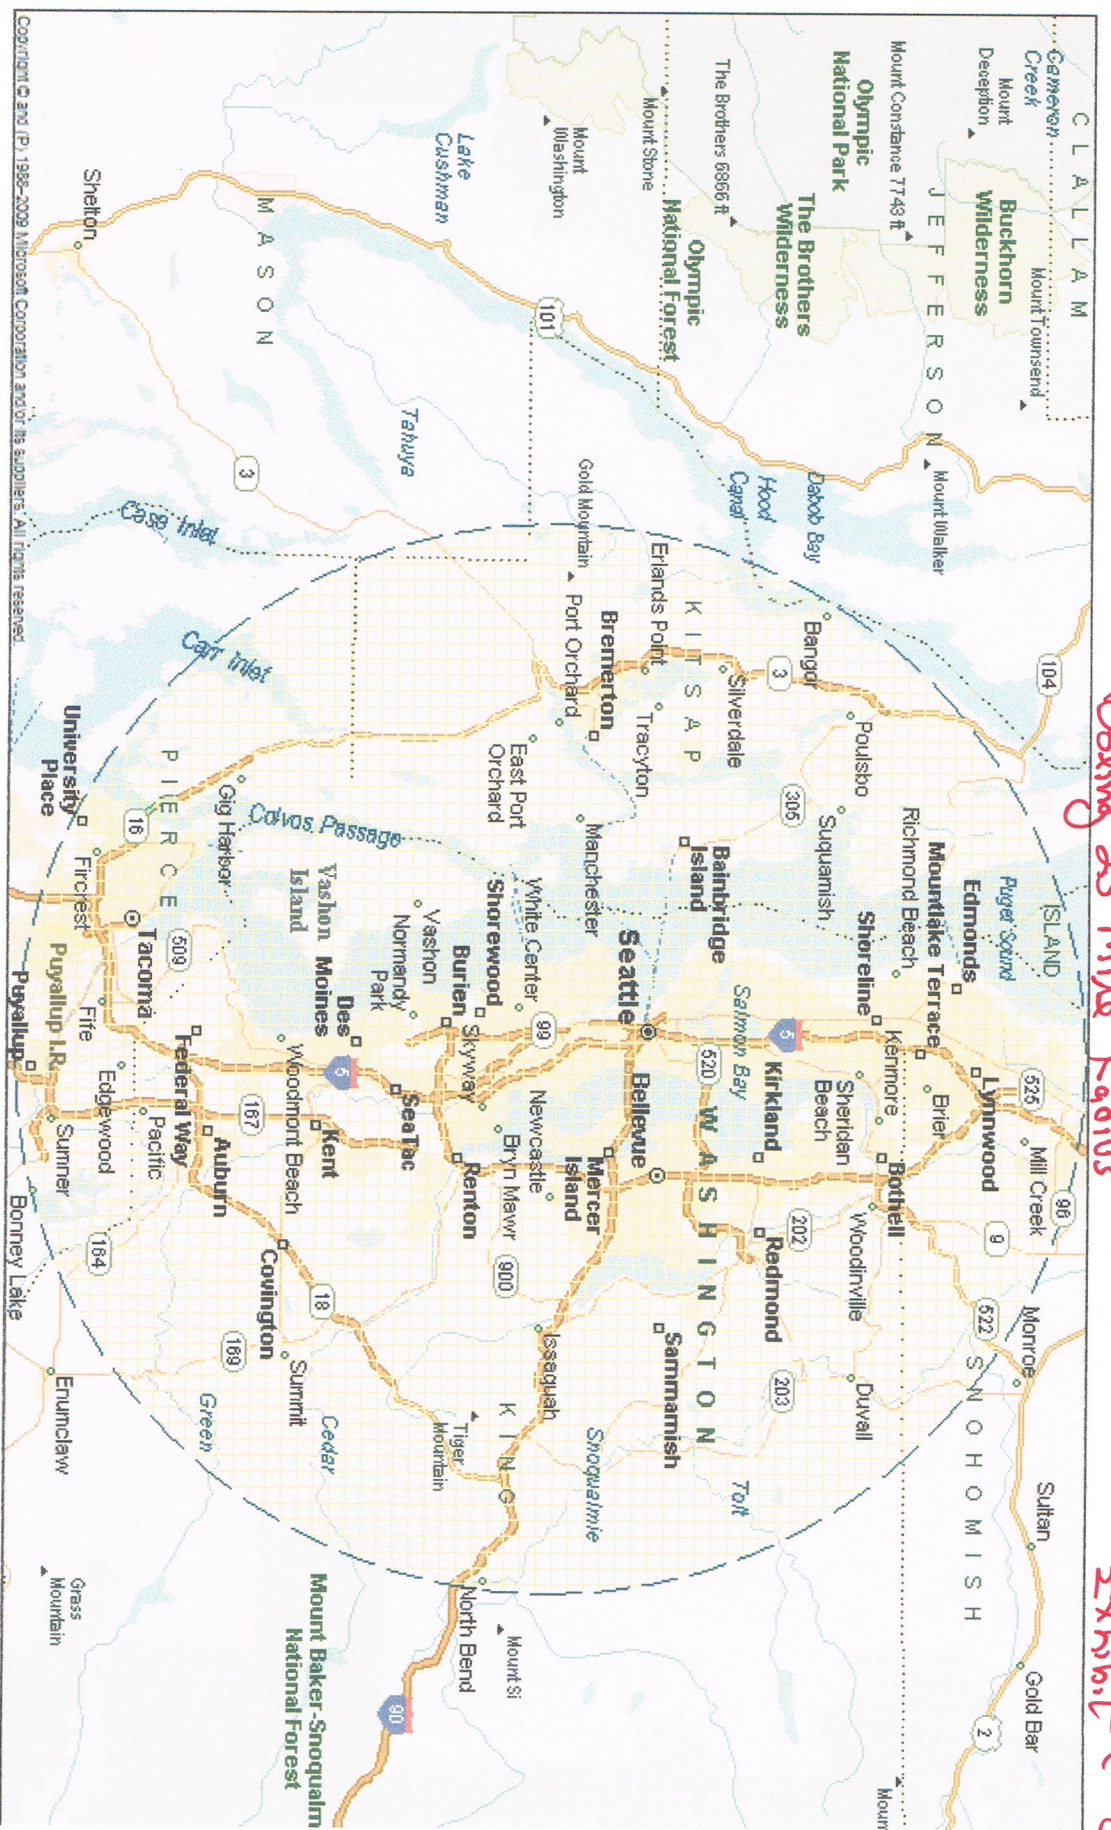 Boeing 25 Mile Radius
Exhibit C
C L A L L A M
Cameron
Creek
Mount
Deception
Buckhorn
Wilderness
Mount Townsend
Mount Constance 7743 ft
J E F F E R S O N
Mount Walker
Olympic
National Park
The Brothers
Wilderness
The Brothers 6866 ft
Dabob Bay
Hood
Canal
Mount Stone
Olympic
National Forest
Mount
Washington
101
Lake
Cushman
Tahuya
Gold Mountain
M A S O N
3
Shelton
Case Inlet
Carr Inlet
104
Bangor
3
Silverdale
Poulsbo
305
Suquamish
K I T S A P
Erlands Point
Tracyton
Bremerton
Port Orchard
East Port
Orchard
Manchester
Bainbridge
Island
Richmond Beach
ISLAND
Puget Sound
Edmonds
Mountlake Terrace
Shoreline
525
Lynnwood
Mill Creek
96
9
Brier
Kenmore
Bothell
Sheridan
Beach
Woodinville
522
Monroe
Sultan
Gold Bar
2
S N O H O M I S H
Salmon Bay
5
520
Kirkland
202
Redmond
203
Duvall
W A S H I N G T O N
Seattle
Bellevue
Sammamish
Tolt
Snoqualmie
White Center
Shorewood
99
Newcastle
Mercer
Island
Issaquah
Burien
Skyway
Bryn Mawr
900
K I N G
Vashon
Normandy
Park
SeaTac
Renton
Tiger
Mountain
North Bend
Mount Si
90
Colvos Passage
Vashon
Island
Des
Moines
5
Kent
18
Cedar
Mount Baker-Snoqualm
National Forest
Gig Harbor
Woodmont Beach
167
Covington
Summit
169
Green
P I E R C E
16
509
Federal Way
Auburn
Tacoma
Pacific
Edgewood
164
University
Place
Fircrest
Fife
Puyallup I.R.
Puyallup
Sumner
Bonney Lake
Enumclaw
Grass
Mountain
Copyright © and (P) 1988-2009 Microsoft Corporation and/or its suppliers. All rights reserved.